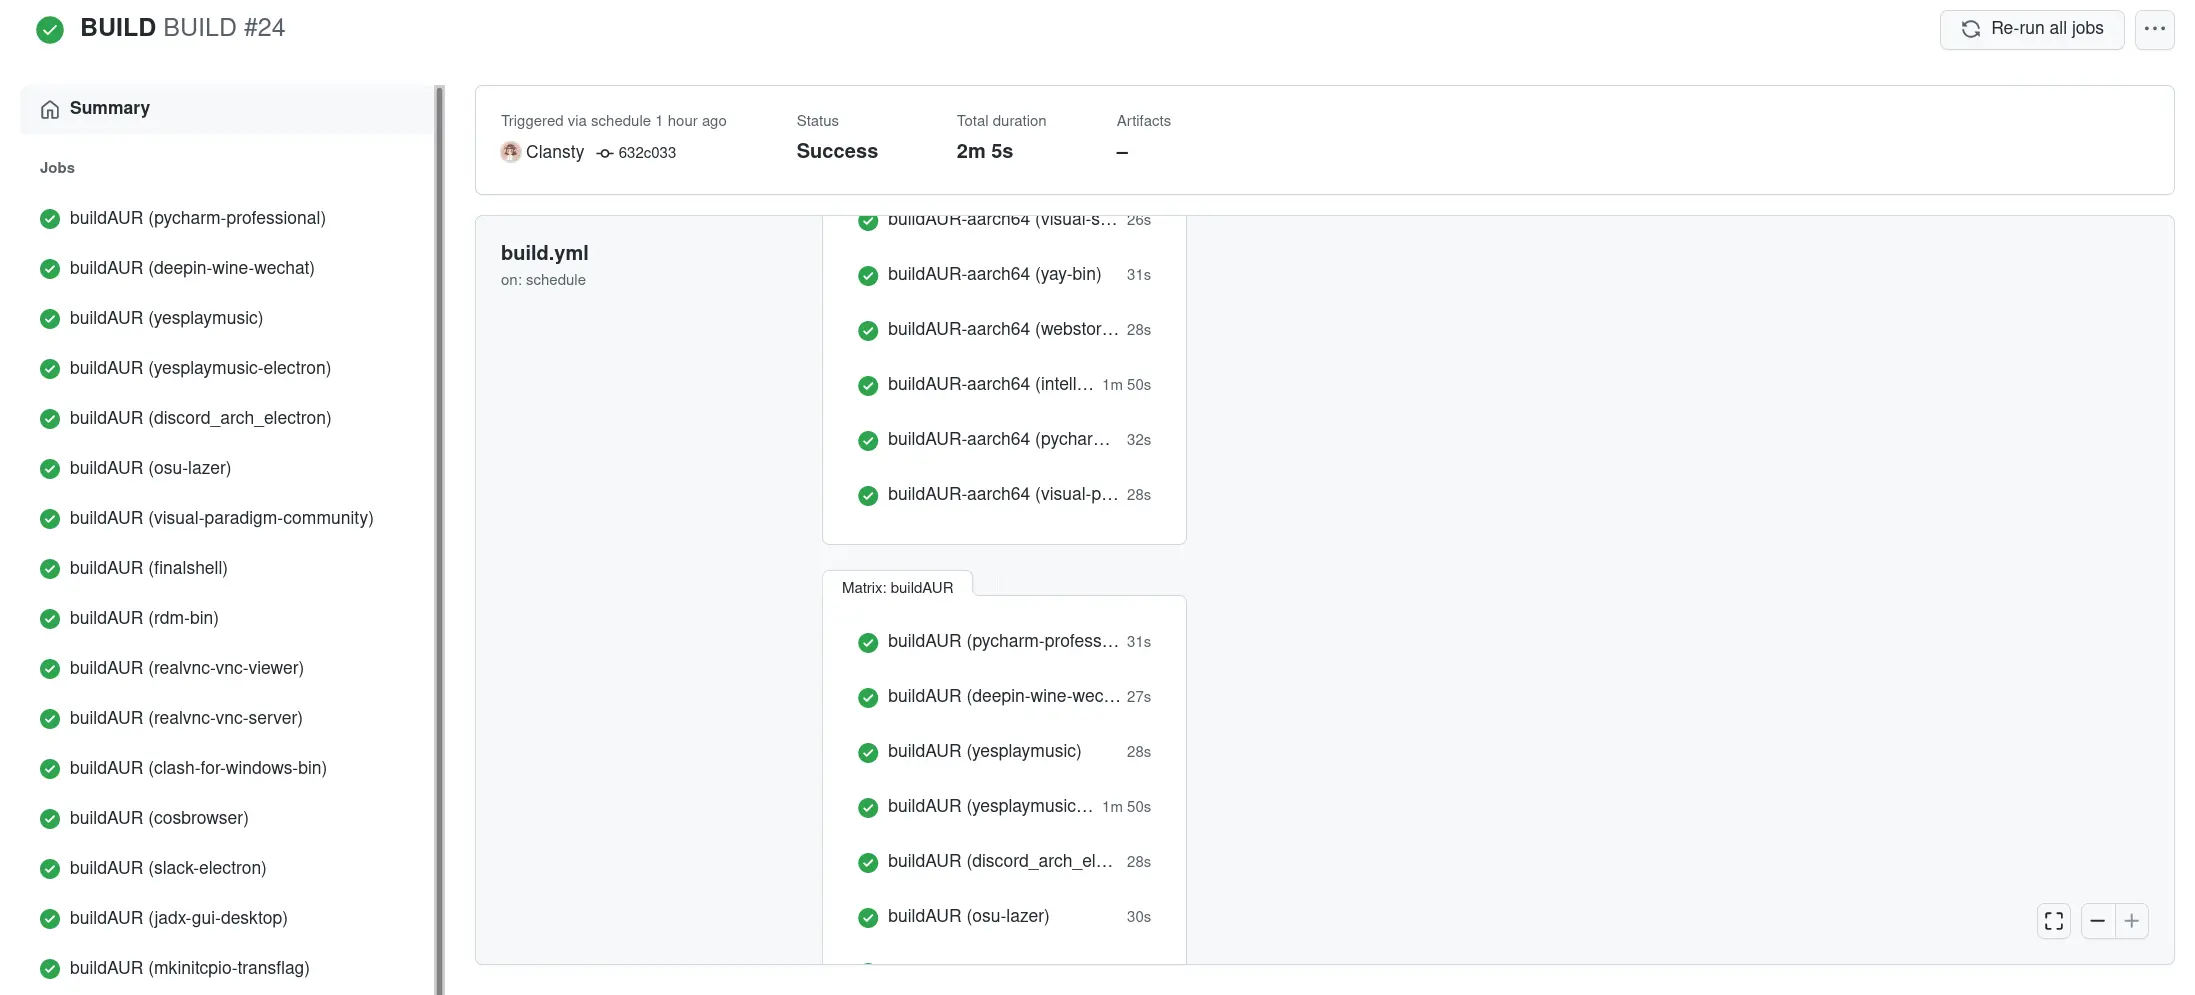 BUILD BUILD #24
Re-run all jobs
Summary
Jobs
buildAUR (pycharm-professional)
buildAUR (deepin-wine-wechat)
buildAUR (yesplaymusic)
buildAUR (yesplaymusic-electron)
buildAUR (discord_arch_electron)
buildAUR (osu-lazer)
buildAUR (visual-paradigm-community)
buildAUR (finalshell)
buildAUR (rdm-bin)
buildAUR (realvnc-vnc-viewer)
buildAUR (realvnc-vnc-server)
buildAUR (clash-for-windows-bin)
buildAUR (cosbrowser)
buildAUR (slack-electron)
buildAUR (jadx-gui-desktop)
buildAUR (mkinitcpio-transflag)
Triggered via schedule 1 hour ago
Clansty 632c033
Status
Success
Total duration
2m 5s
Artifacts
–
build.yml
on: schedule
buildAUR-aarch64 (visual-s... 26s
buildAUR-aarch64 (yay-bin) 31s
buildAUR-aarch64 (webstor... 28s
buildAUR-aarch64 (intell... 1m 50s
buildAUR-aarch64 (pychar... 32s
buildAUR-aarch64 (visual-p... 28s
Matrix: buildAUR
buildAUR (pycharm-profess... 31s
buildAUR (deepin-wine-wec... 27s
buildAUR (yesplaymusic) 28s
buildAUR (yesplaymusic... 1m 50s
buildAUR (discord_arch_el... 28s
buildAUR (osu-lazer) 30s